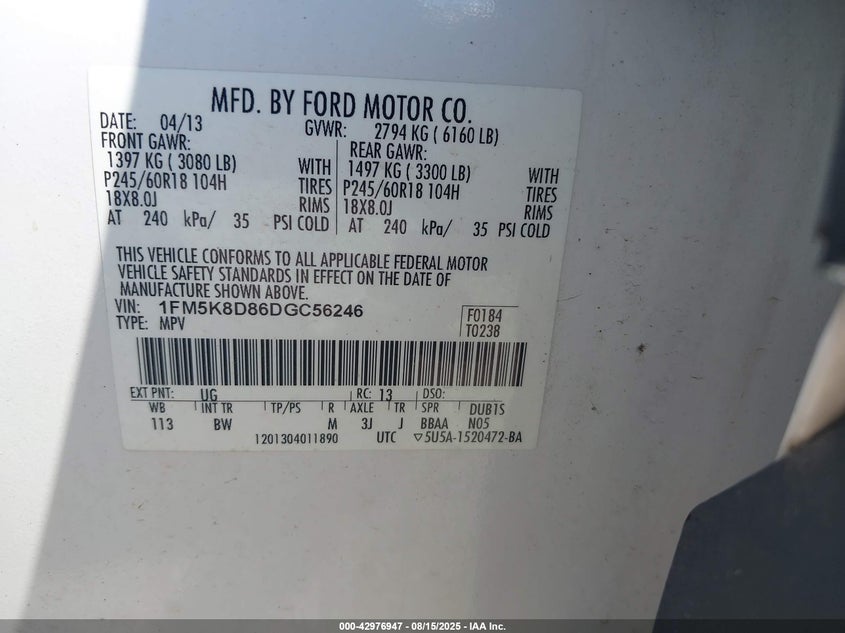 MFD. BY FORD MOTOR CO.
DATE: 04/13 GVWR: 2794 KG ( 6160 LB)
FRONT GAWR: REAR GAWR:
1397 KG ( 3080 LB) WITH 1497 KG ( 3300 LB) WITH
P245/60R18 104H TIRES P245/60R18 104H TIRES
18X8.0J RIMS 18X8.0J RIMS
AT 240 kPa/ 35 PSI COLD AT 240 kPa/ 35 PSI COLD
THIS VEHICLE CONFORMS TO ALL APPLICABLE FEDERAL MOTOR
VEHICLE SAFETY STANDARDS IN EFFECT ON THE DATE OF
MANUFACTURE SHOWN ABOVE.
VIN: 1FM5K8D86DGC56246 F0184
TYPE: MPV T0238
EXT PNT: UG RC: 13 DSO:
WB INT TR TP/PS R AXLE TR SPR DUB1S
113 BW M 3J J BBAA N05
1201304011890 UTC ▽5U5A-1520472-BA
000-42976947 - 08/15/2025 - IAA Inc.